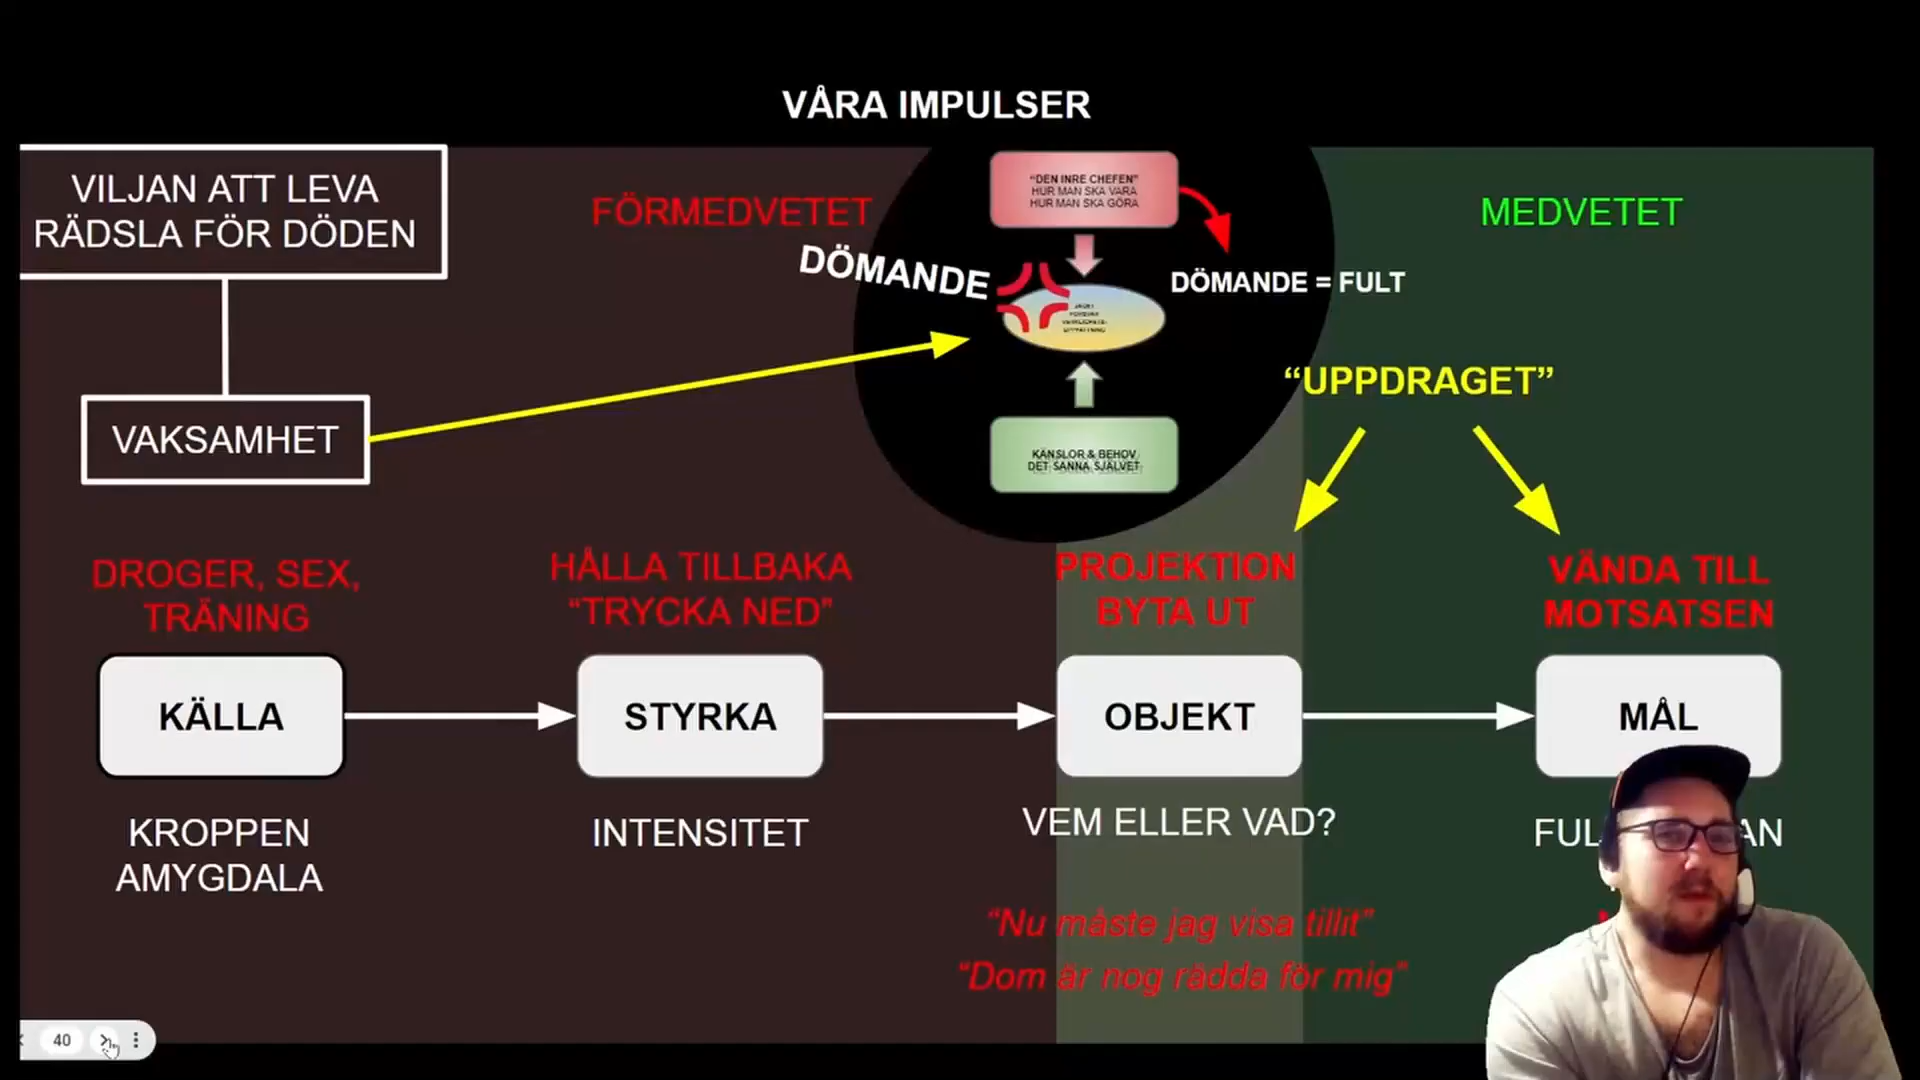 VÅRA IMPULSER
VILJAN ATT LEVA
RÄDSLA FÖR DÖDEN
FÖRMEDVETET
"DEN INRE CHEFEN"
HUR MAN SKA VARA
HUR MAN SKA GÖRA
MEDVETET
DÖMANDE
DÖMANDE = FULT
VAKSAMHET
"UPPDRAGET"
KÄNSLOR & BEHOV
DET SANNA SJÄLVET
DROGER, SEX,
TRÄNING
HÅLLA TILLBAKA
“TRYCKA NED”
PROJEKTION
BYTA UT
VÄNDA TILL
MOTSATSEN
KÄLLA
STYRKA
OBJEKT
MÅL
KROPPEN
AMYGDALA
INTENSITET
VEM ELLER VAD?
“Nu måste jag visa tillit”
“Dom är nog rädda för mig”
40